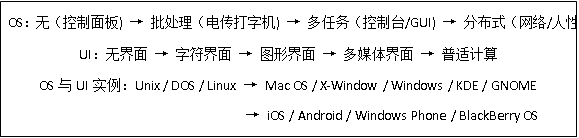 OS:无（控制面板) → 批处理（电传打字机) → 多任务（控制台/GUI) → 分布式（网络/人性
UI:无界面 → 字符界面 → 图形界面 → 多媒体界面 → 普适计算
OS 与 UI 实例: Unix / DOS / Linux → Mac OS / X-Window / Windows / KDE / GNOME
→ iOS / Android / Windows Phone / BlackBerry OS